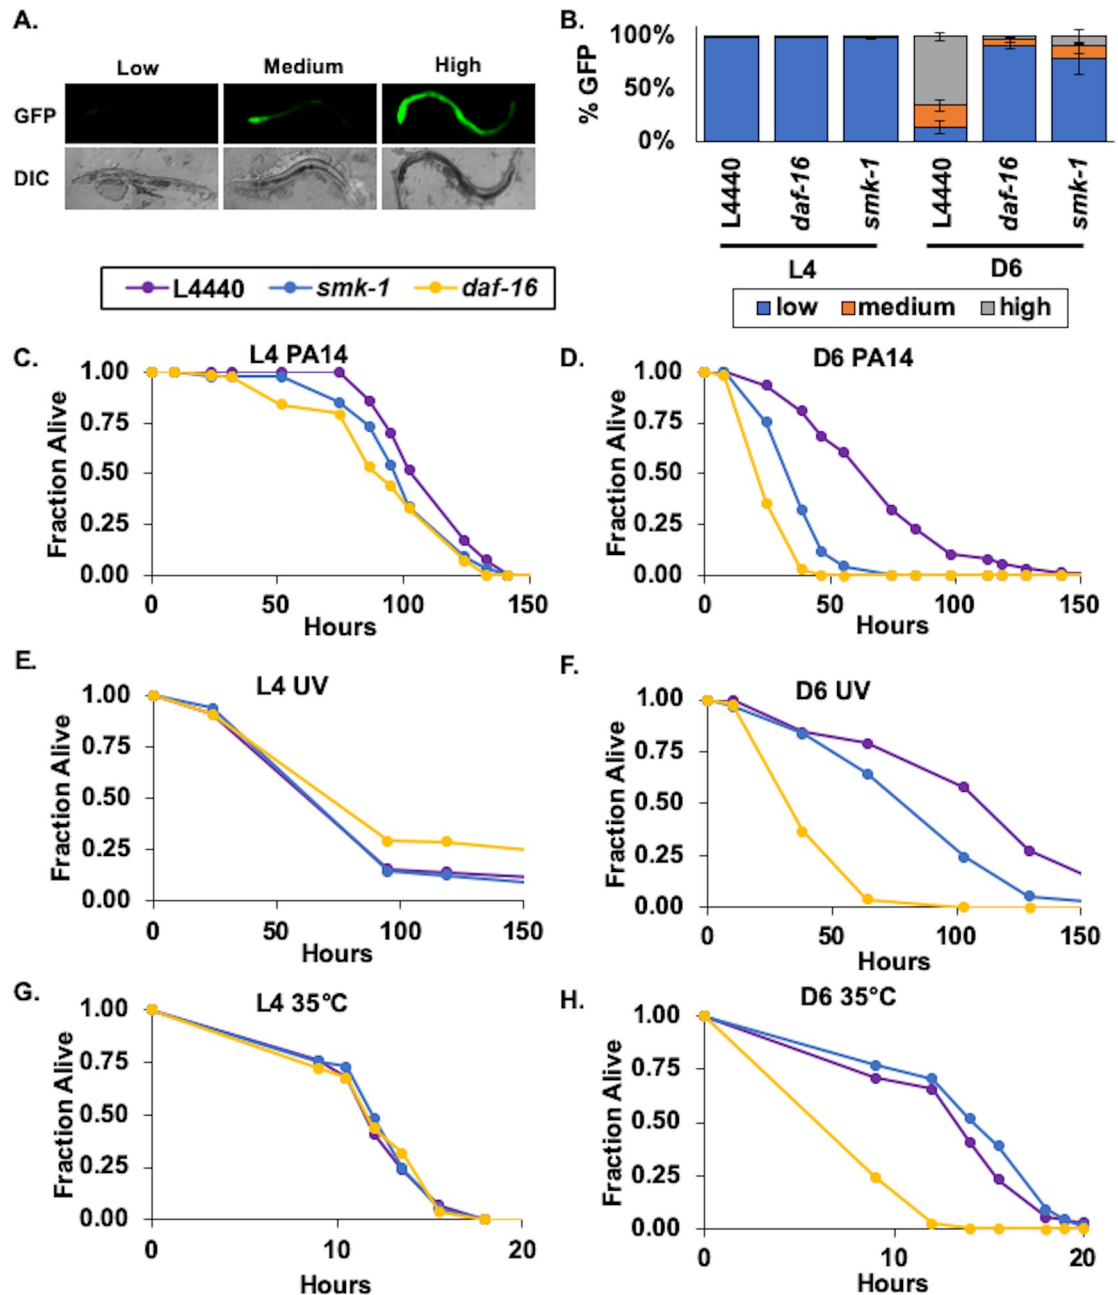 A.
Low Medium High
GFP
DIC
B.
% GFP
100%
50%
0%
L4440 daf-16 smk-1 L4440 daf-16 smk-1
L4 D6
low medium high
L4440 smk-1 daf-16
C.
L4 PA14
Fraction Alive
1.00
0.75
0.50
0.25
0.00
0 50 100 150
Hours
D.
D6 PA14
Fraction Alive
1.00
0.75
0.50
0.25
0.00
0 50 100 150
Hours
E.
L4 UV
Fraction Alive
1.00
0.75
0.50
0.25
0.00
0 50 100 150
Hours
F.
D6 UV
Fraction Alive
1.00
0.75
0.50
0.25
0.00
0 50 100 150
Hours
G.
L4 35°C
Fraction Alive
1.00
0.75
0.50
0.25
0.00
0 10 20
Hours
H.
D6 35°C
Fraction Alive
1.00
0.75
0.50
0.25
0.00
0 10 20
Hours